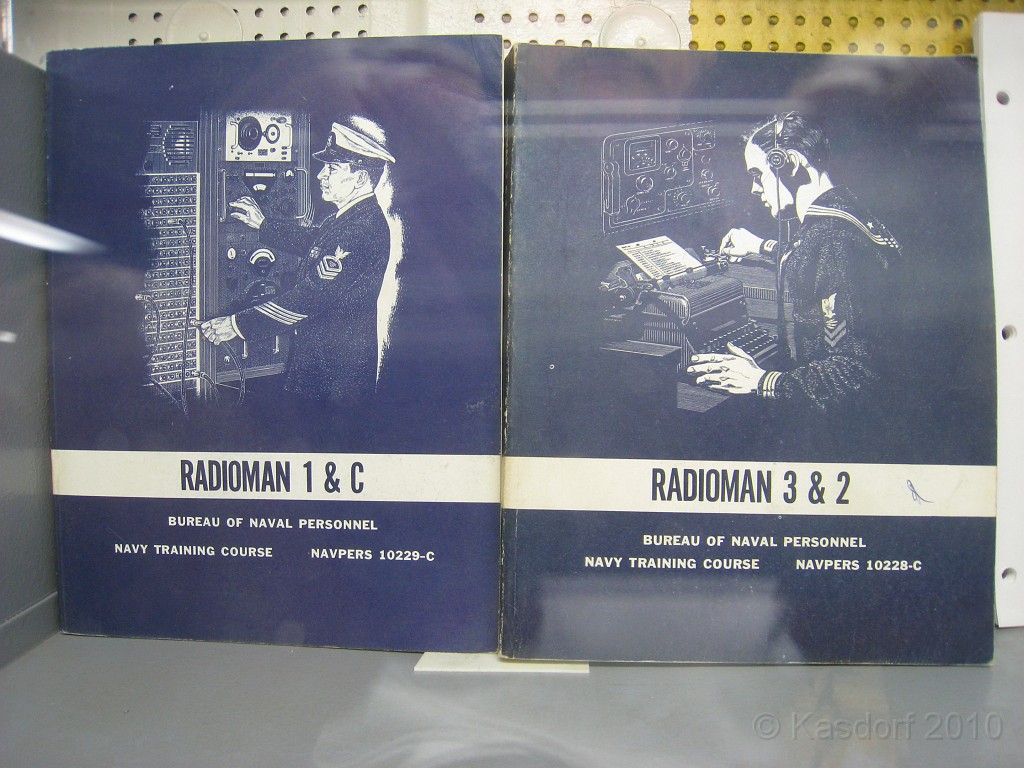 RADIOMAN 1 & C
BUREAU OF NAVAL PERSONNEL
NAVY TRAINING COURSE NAVPERS 10229-C
RADIOMAN 3 & 2
BUREAU OF NAVAL PERSONNEL
NAVY TRAINING COURSE NAVPERS 10228-C
© Kasdorf 2010